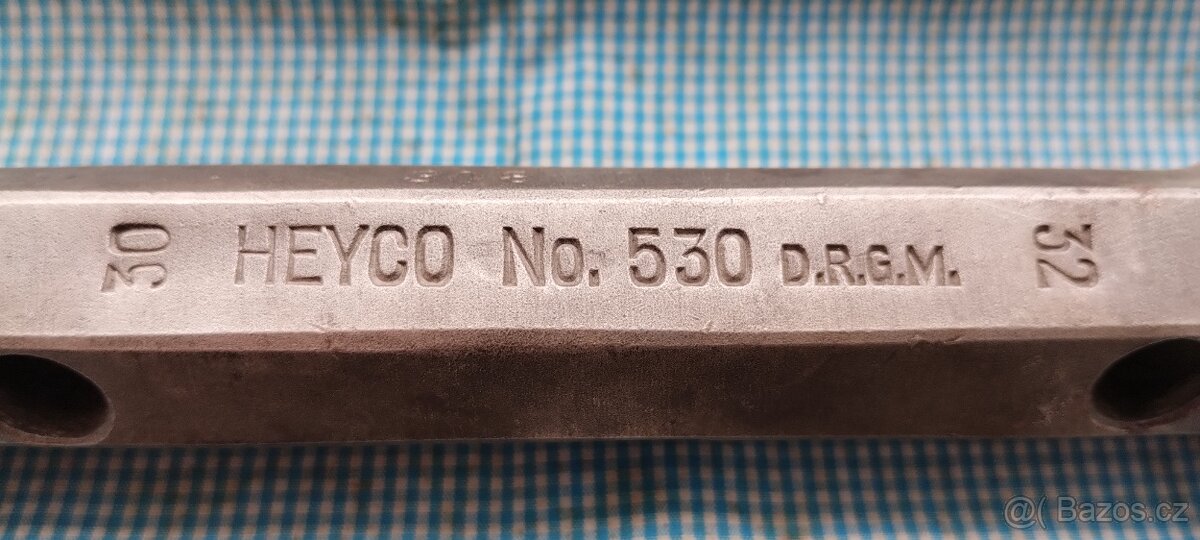 30 HEYCO No. 530 D.R.G.M. 32
@( Bazos.cz